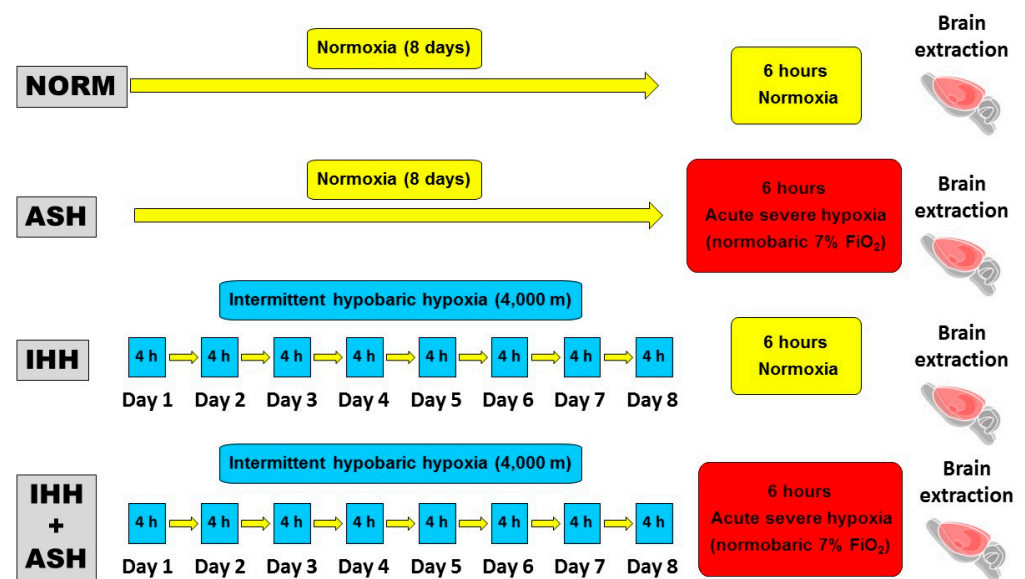 NORM
Normoxia (8 days)
6 hours
Normoxia
Brain
extraction
ASH
Normoxia (8 days)
6 hours
Acute severe hypoxia
(normobaric 7% FiO₂)
Brain
extraction
IHH
Intermittent hypobaric hypoxia (4,000 m)
4 h 4 h 4 h 4 h 4 h 4 h 4 h 4 h
Day 1 Day 2 Day 3 Day 4 Day 5 Day 6 Day 7 Day 8
6 hours
Normoxia
Brain
extraction
IHH
+
ASH
Intermittent hypobaric hypoxia (4,000 m)
4 h 4 h 4 h 4 h 4 h 4 h 4 h 4 h
Day 1 Day 2 Day 3 Day 4 Day 5 Day 6 Day 7 Day 8
6 hours
Acute severe hypoxia
(normobaric 7% FiO₂)
Brain
extraction